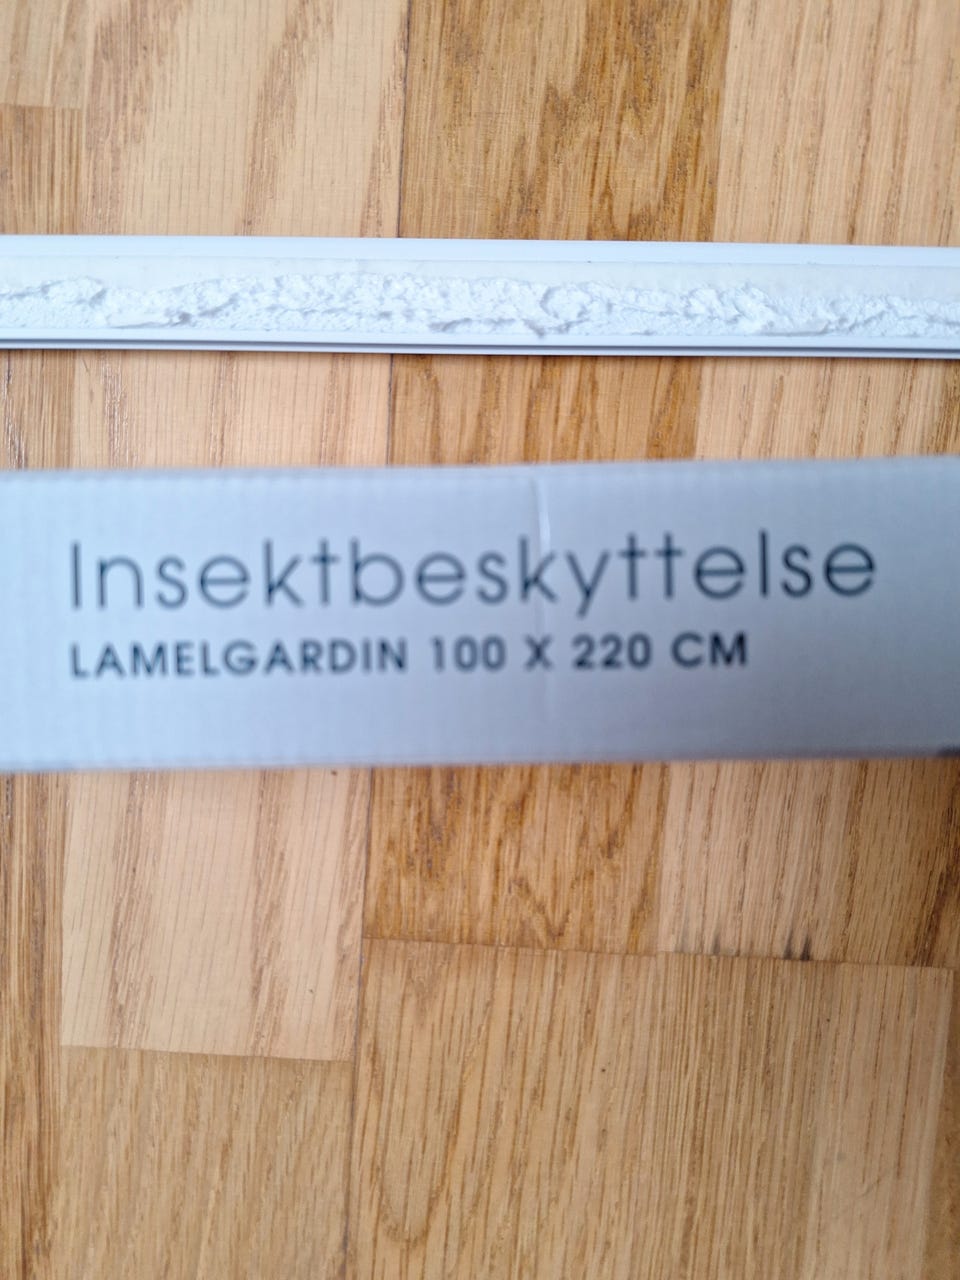 Insektbeskyttelse
LAMELGARDIN 100 X 220 CM